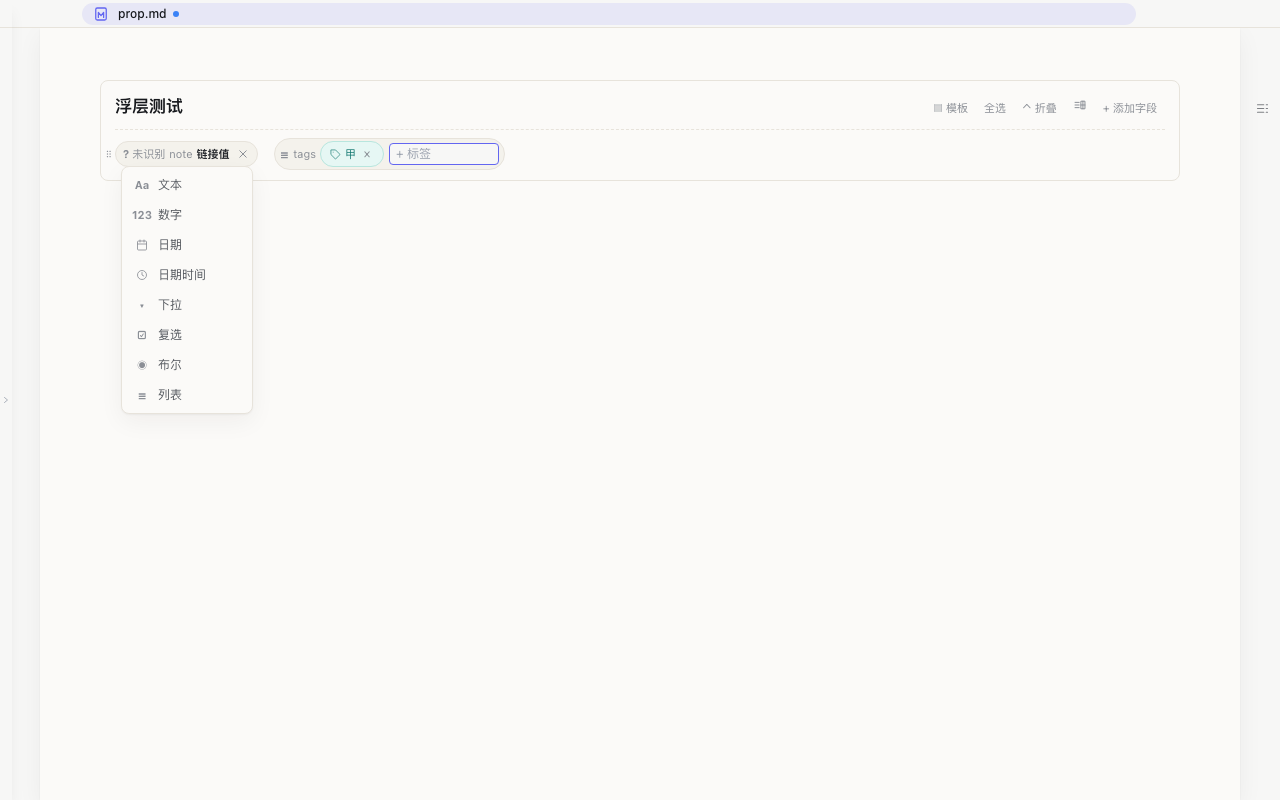 prop.md
浮层测试
模板 全选 折叠 + 添加字段
? 未识别 note 链接值 tags 甲 x + 标签
Aa 文本
123 数字
日期
日期时间
下拉
复选
布尔
列表